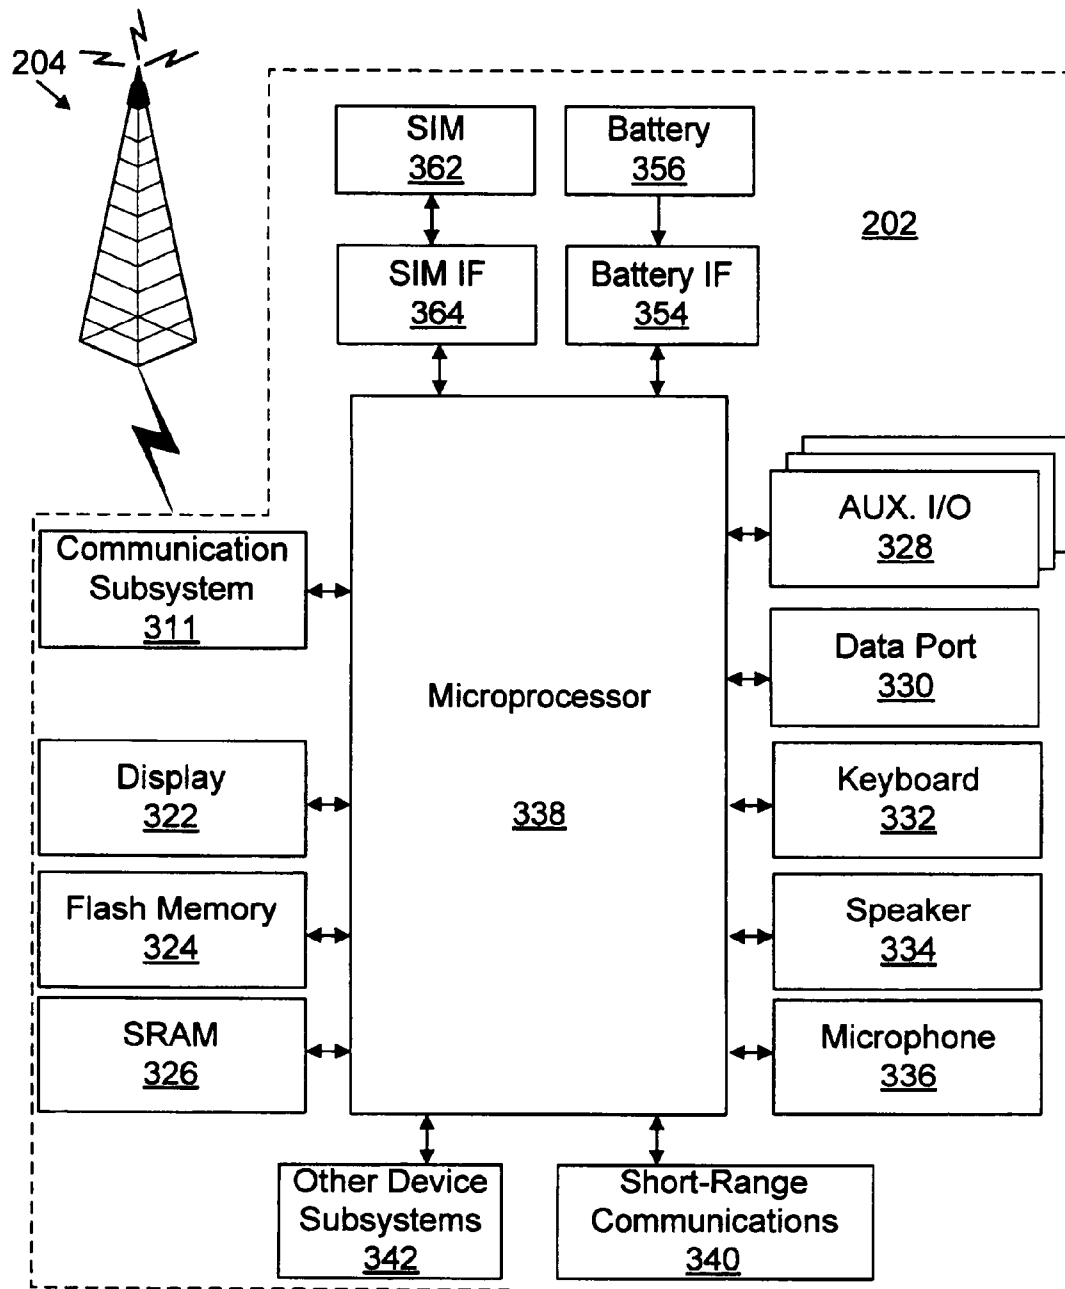 204
SIM
362
Battery
356
202
SIM IF
364
Battery IF
354
AUX. I/O
328
Communication
Subsystem
311
Data Port
330
Microprocessor
338
Display
322
Keyboard
332
Flash Memory
324
Speaker
334
SRAM
326
Microphone
336
Other Device
Subsystems
342
Short-Range
Communications
340